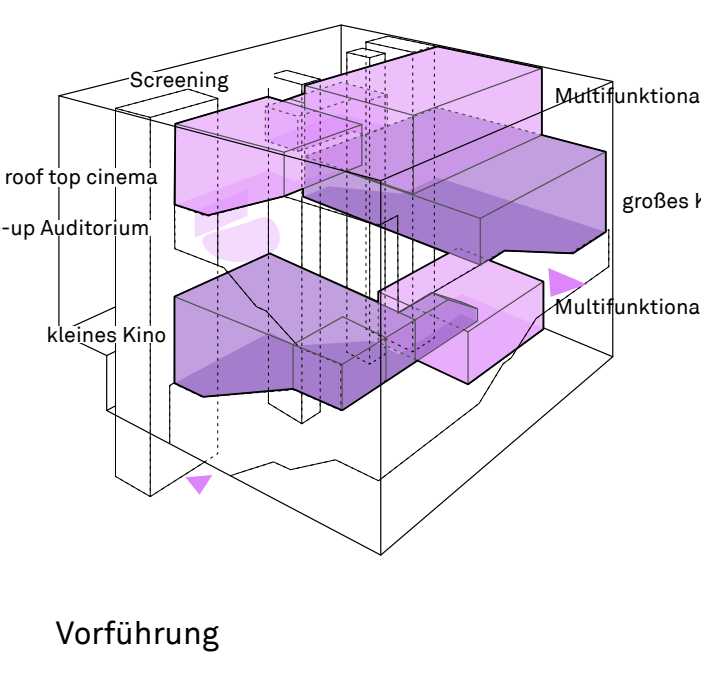 Screening
Multifunktiona
roof top cinema
großes K
-up Auditorium
Multifunktiona
kleines Kino
Vorführung